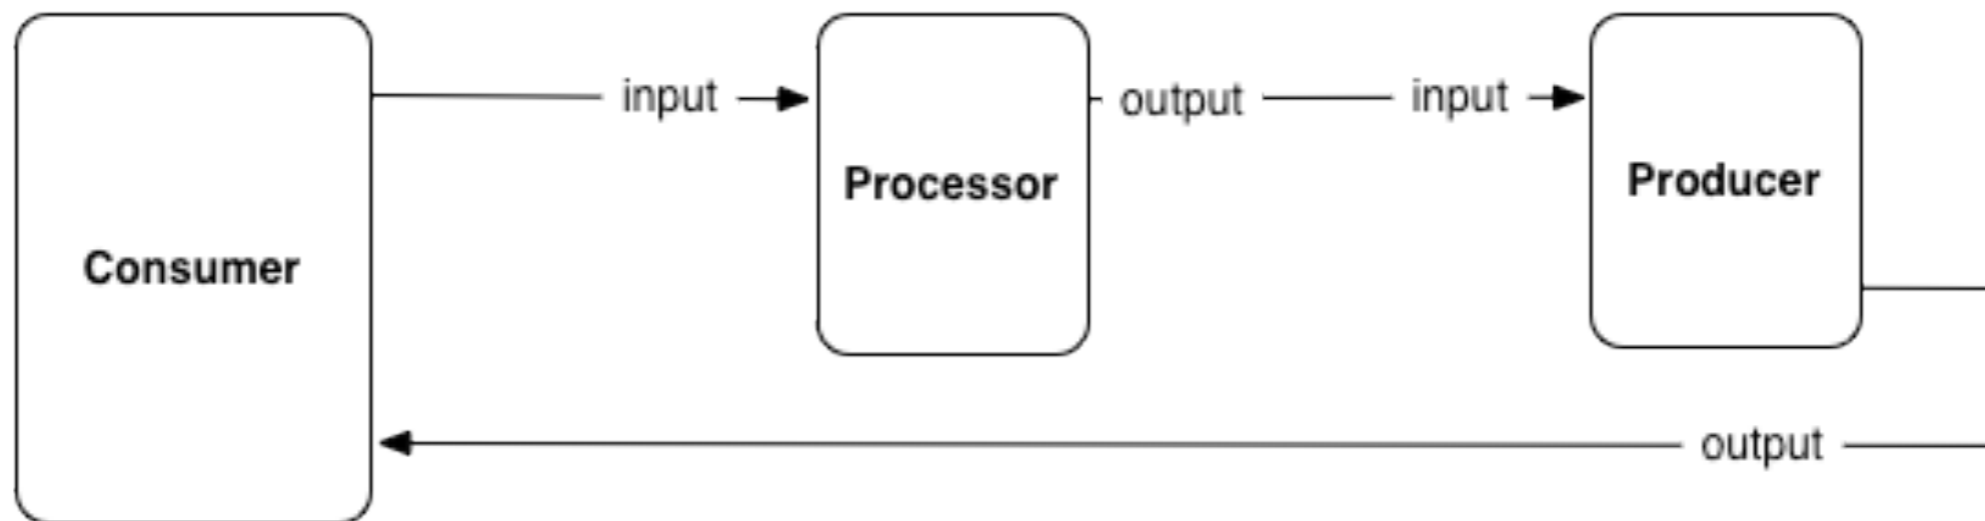 input
output
input
Processor
Producer
Consumer
output